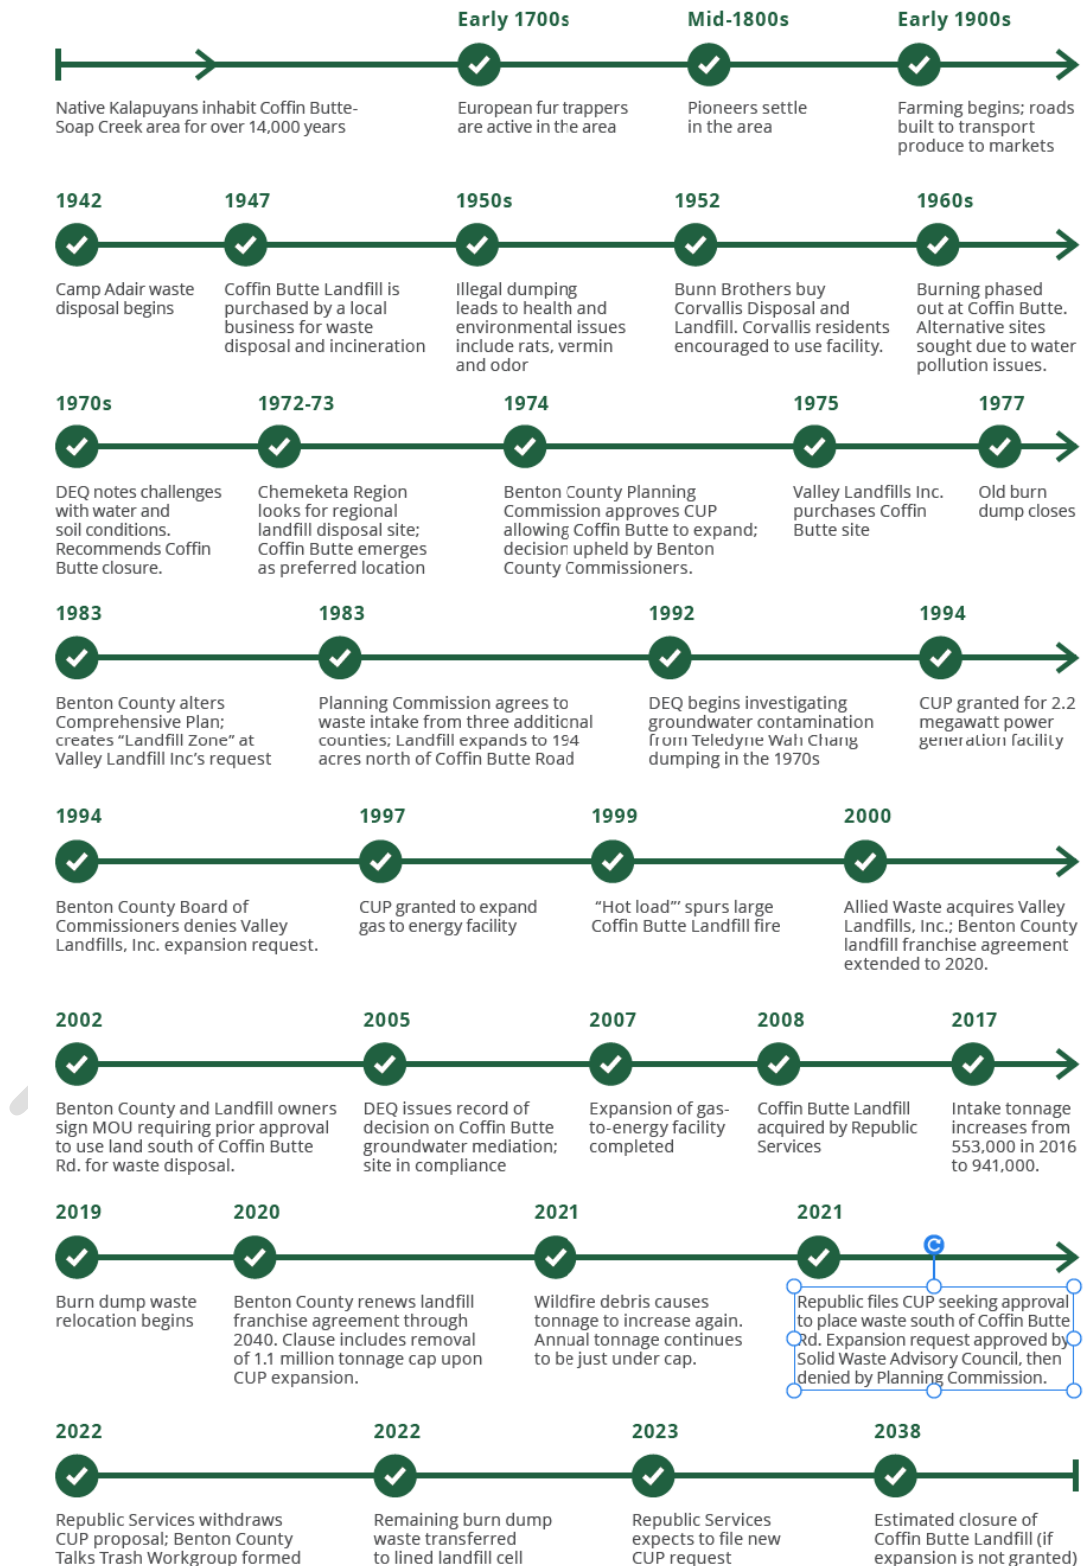 Early 1700s
Mid-1800s
Early 1900s
Native Kalapuyans inhabit Coffin Butte-
Soap Creek area for over 14,000 years
European fur trappers
are active in the area
Pioneers settle
in the area
Farming begins; roads
built to transport
produce to markets
1942
1947
1950s
1952
1960s
Camp Adair waste
disposal begins
Coffin Butte Landfill is
purchased by a local
business for waste
disposal and incineration
Illegal dumping
leads to health and
environmental issues
include rats, vermin
and odor
Bunn Brothers buy
Corvallis Disposal and
Landfill. Corvallis residents
encouraged to use facility.
Burning phased
out at Coffin Butte.
Alternative sites
sought due to water
pollution issues.
1970s
1972-73
1974
1975
1977
DEQ notes challenges
with water and
soil conditions.
Recommends Coffin
Butte closure.
Chemeketa Region
looks for regional
landfill disposal site;
Coffin Butte emerges
as preferred location
Benton County Planning
Commission approves CUP
allowing Coffin Butte to expand;
decision upheld by Benton
County Commissioners.
Valley Landfills Inc.
purchases Coffin
Butte site
Old burn
dump closes
1983
1983
1992
1994
Benton County alters
Comprehensive Plan;
creates “Landfill Zone” at
Valley Landfill Inc’s request
Planning Commission agrees to
waste intake from three additional
counties; Landfill expands to 194
acres north of Coffin Butte Road
DEQ begins investigating
groundwater contamination
from Teledyne Wah Chang
dumping in the 1970s
CUP granted for 2.2
megawatt power
generation facility
1994
1997
1999
2000
Benton County Board of
Commissioners denies Valley
Landfills, Inc. expansion request.
CUP granted to expand
gas to energy facility
“Hot load”’ spurs large
Coffin Butte Landfill fire
Allied Waste acquires Valley
Landfills, Inc.; Benton County
landfill franchise agreement
extended to 2020.
2002
2005
2007
2008
2017
Benton County and Landfill owners
sign MOU requiring prior approval
to use land south of Coffin Butte
Rd. for waste disposal.
DEQ issues record of
decision on Coffin Butte
groundwater mediation;
site in compliance
Expansion of gas-
to-energy facility
completed
Coffin Butte Landfill
acquired by Republic
Services
Intake tonnage
increases from
553,000 in 2016
to 941,000.
2019
2020
2021
2021
Burn dump waste
relocation begins
Benton County renews landfill
franchise agreement through
2040. Clause includes removal
of 1.1 million tonnage cap upon
CUP expansion.
Wildfire debris causes
tonnage to increase again.
Annual tonnage continues
to be just under cap.
Republic files CUP seeking approval
to place waste south of Coffin Butte
Rd. Expansion request approved by
Solid Waste Advisory Council, then
denied by Planning Commission.
2022
2022
2023
2038
Republic Services withdraws
CUP proposal; Benton County
Talks Trash Workgroup formed
Remaining burn dump
waste transferred
to lined landfill cell
Republic Services
expects to file new
CUP request
Estimated closure of
Coffin Butte Landfill (if
expansion is not granted)